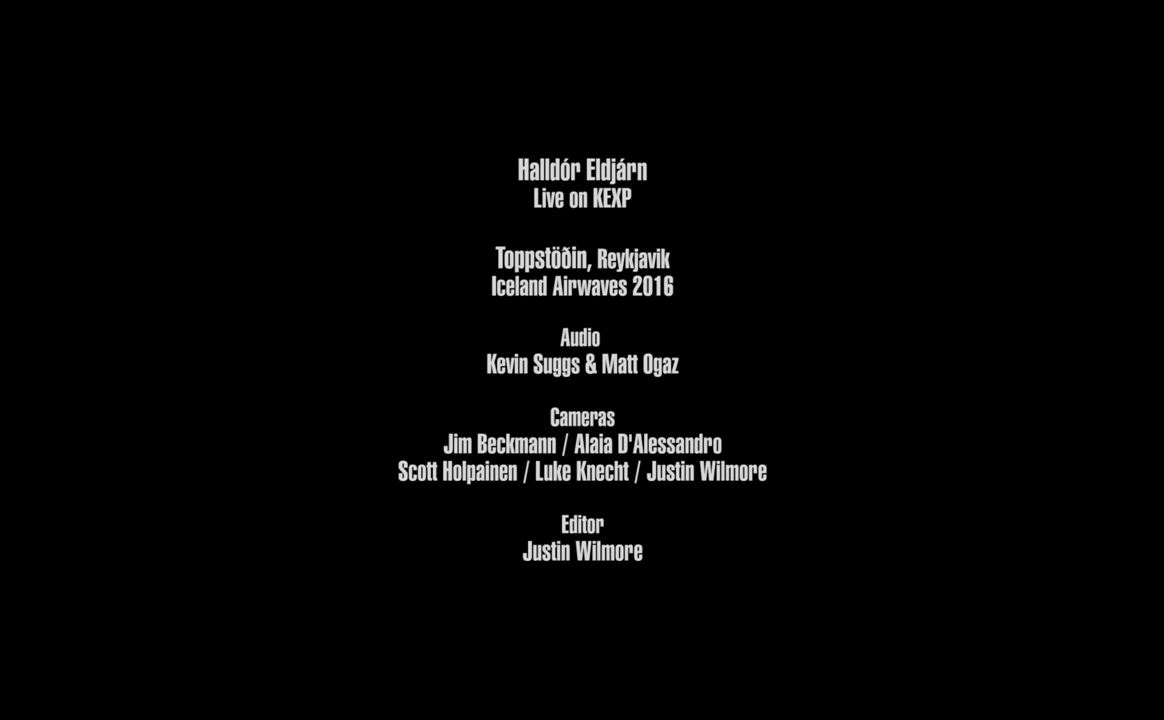 Halldór Eldjárn
Live on KEXP
Toppstöðin, Reykjavik
Iceland Airwaves 2016
Audio
Kevin Suggs & Matt Ogaz
Cameras
Jim Beckmann / Alaia D'Alessandro
Scott Holpainen / Luke Knecht / Justin Wilmore
Editor
Justin Wilmore